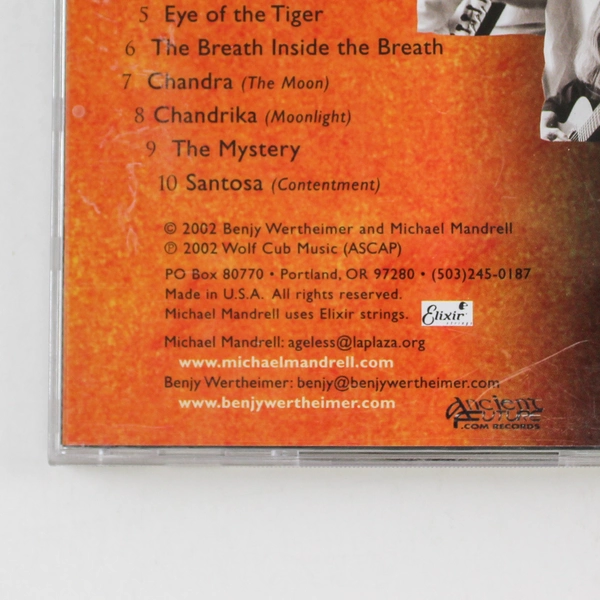 5 Eye of the Tiger
6 The Breath Inside the Breath
7 Chandra (The Moon)
8 Chandrika (Moonlight)
9 The Mystery
10 Santosa (Contentment)
© 2002 Benjy Wertheimer and Michael Mandrell
℗ 2002 Wolf Cub Music (ASCAP)
PO Box 80770 • Portland, OR 97280 • (503)245-0187
Made in U.S.A. All rights reserved.
Michael Mandrell uses Elixir strings.
Elixir
strings
Michael Mandrell: ageless@laplaza.org
www.michaelmandrell.com
Benjy Wertheimer: benjy@benjywertheimer.com
www.benjywertheimer.com
Ancient
FUTURE
.COM RECORDS